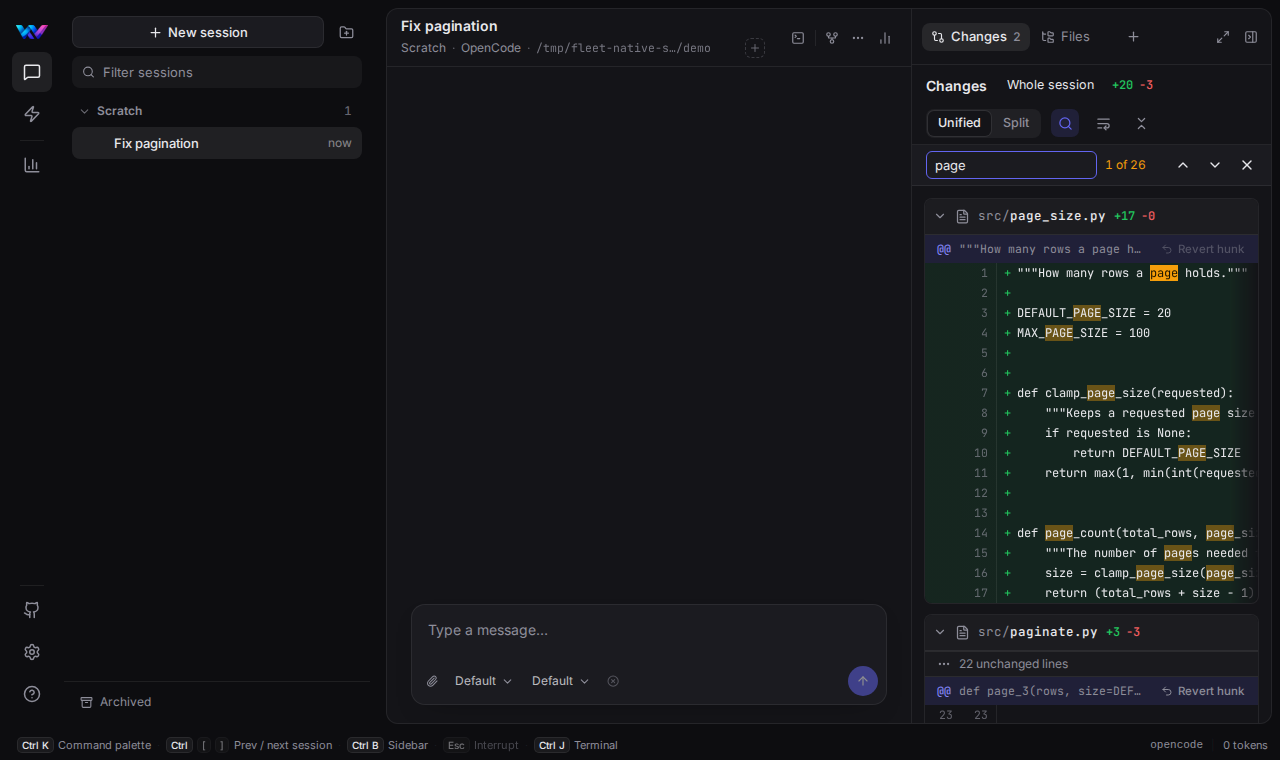 New session
Filter sessions
Scratch 1
Fix pagination now
Archived
Fix pagination
Scratch · OpenCode · /tmp/fleet-native-s…/demo
Type a message...
Default Default
Changes 2 Files
Changes Whole session +20 -3
Unified Split
page 1 of 26
src/page_size.py +17 -0
@@ """How many rows a page h… Revert hunk
1 + """How many rows a page holds."""
2 +
3 + DEFAULT_PAGE_SIZE = 20
4 + MAX_PAGE_SIZE = 100
5 +
6 +
7 + def clamp_page_size(requested):
8 + """Keeps a requested page size
9 + if requested is None:
10 + return DEFAULT_PAGE_SIZE
11 + return max(1, min(int(requeste
12 +
13 +
14 + def page_count(total_rows, page_si
15 + """The number of pages needed
16 + size = clamp_page_size(page_si
17 + return (total_rows + size - 1)
src/paginate.py +3 -3
22 unchanged lines
@@ def page_3(rows, size=DEF… Revert hunk
23 23
Ctrl K Command palette Ctrl [ ] Prev / next session Ctrl B Sidebar Esc Interrupt Ctrl J Terminal opencode 0 tokens